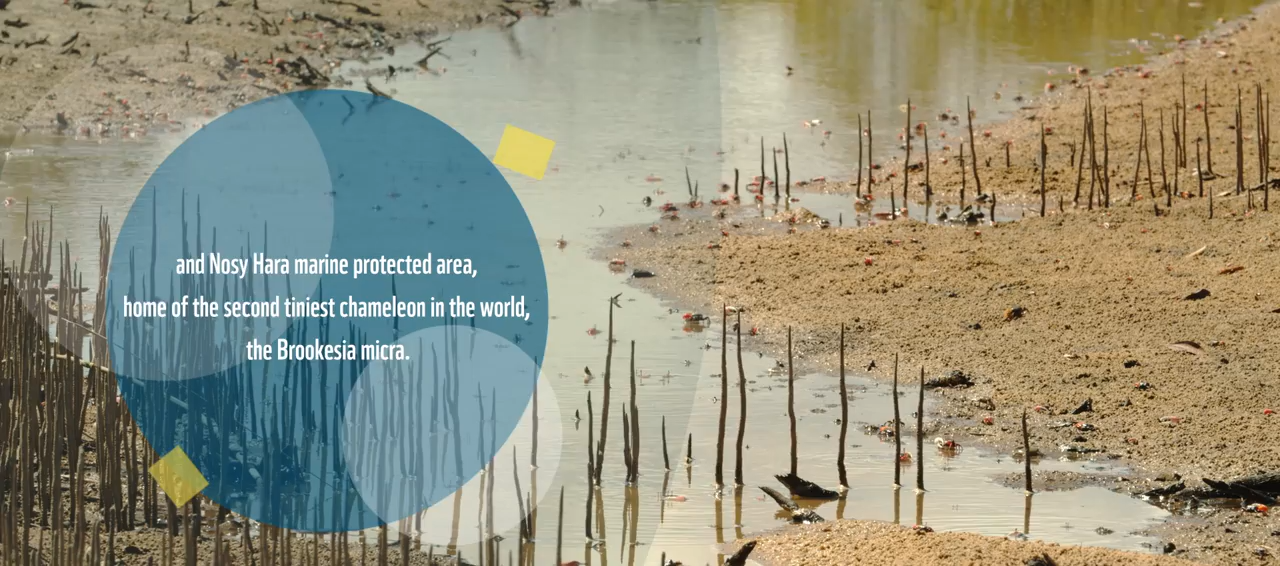 and Nosy Hara marine protected area,
home of the second tiniest chameleon in the world,
the Brookesia micra.